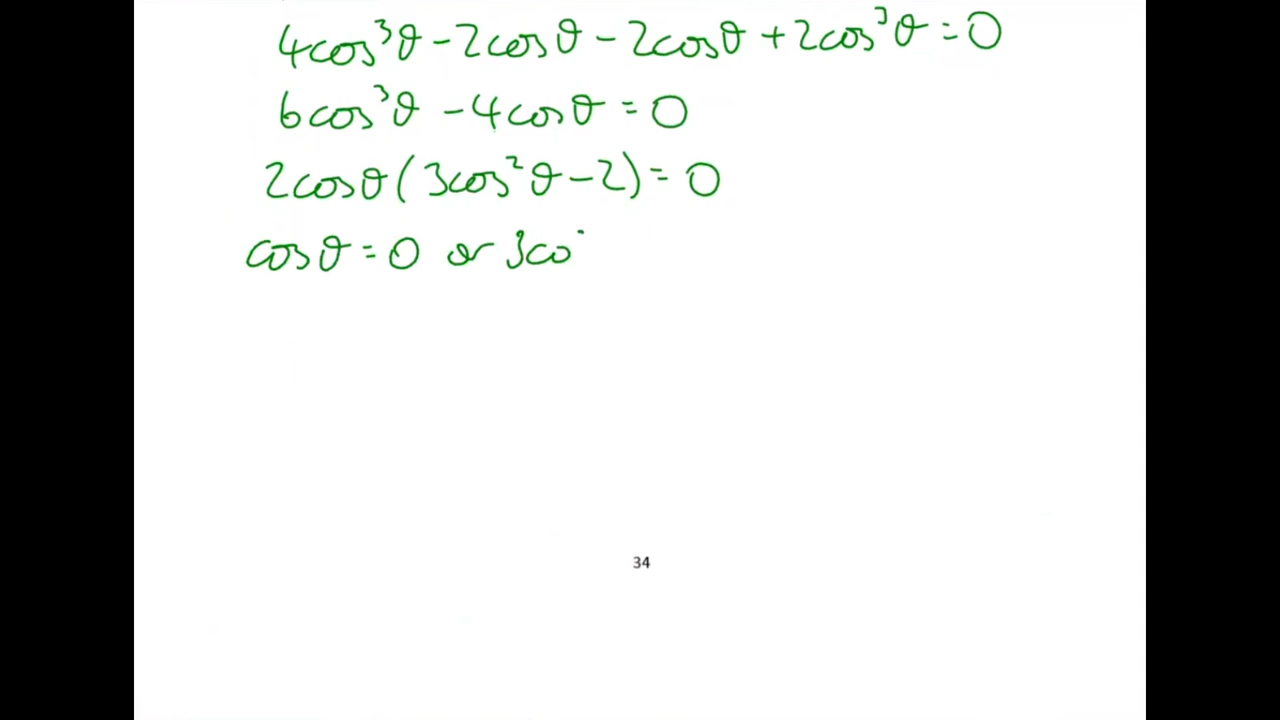 4cos³θ - 2cosθ - 2cosθ + 2cos³θ = 0
6cos³θ - 4cosθ = 0
2cosθ(3cos²θ - 2) = 0
cosθ = 0 or 3co
34